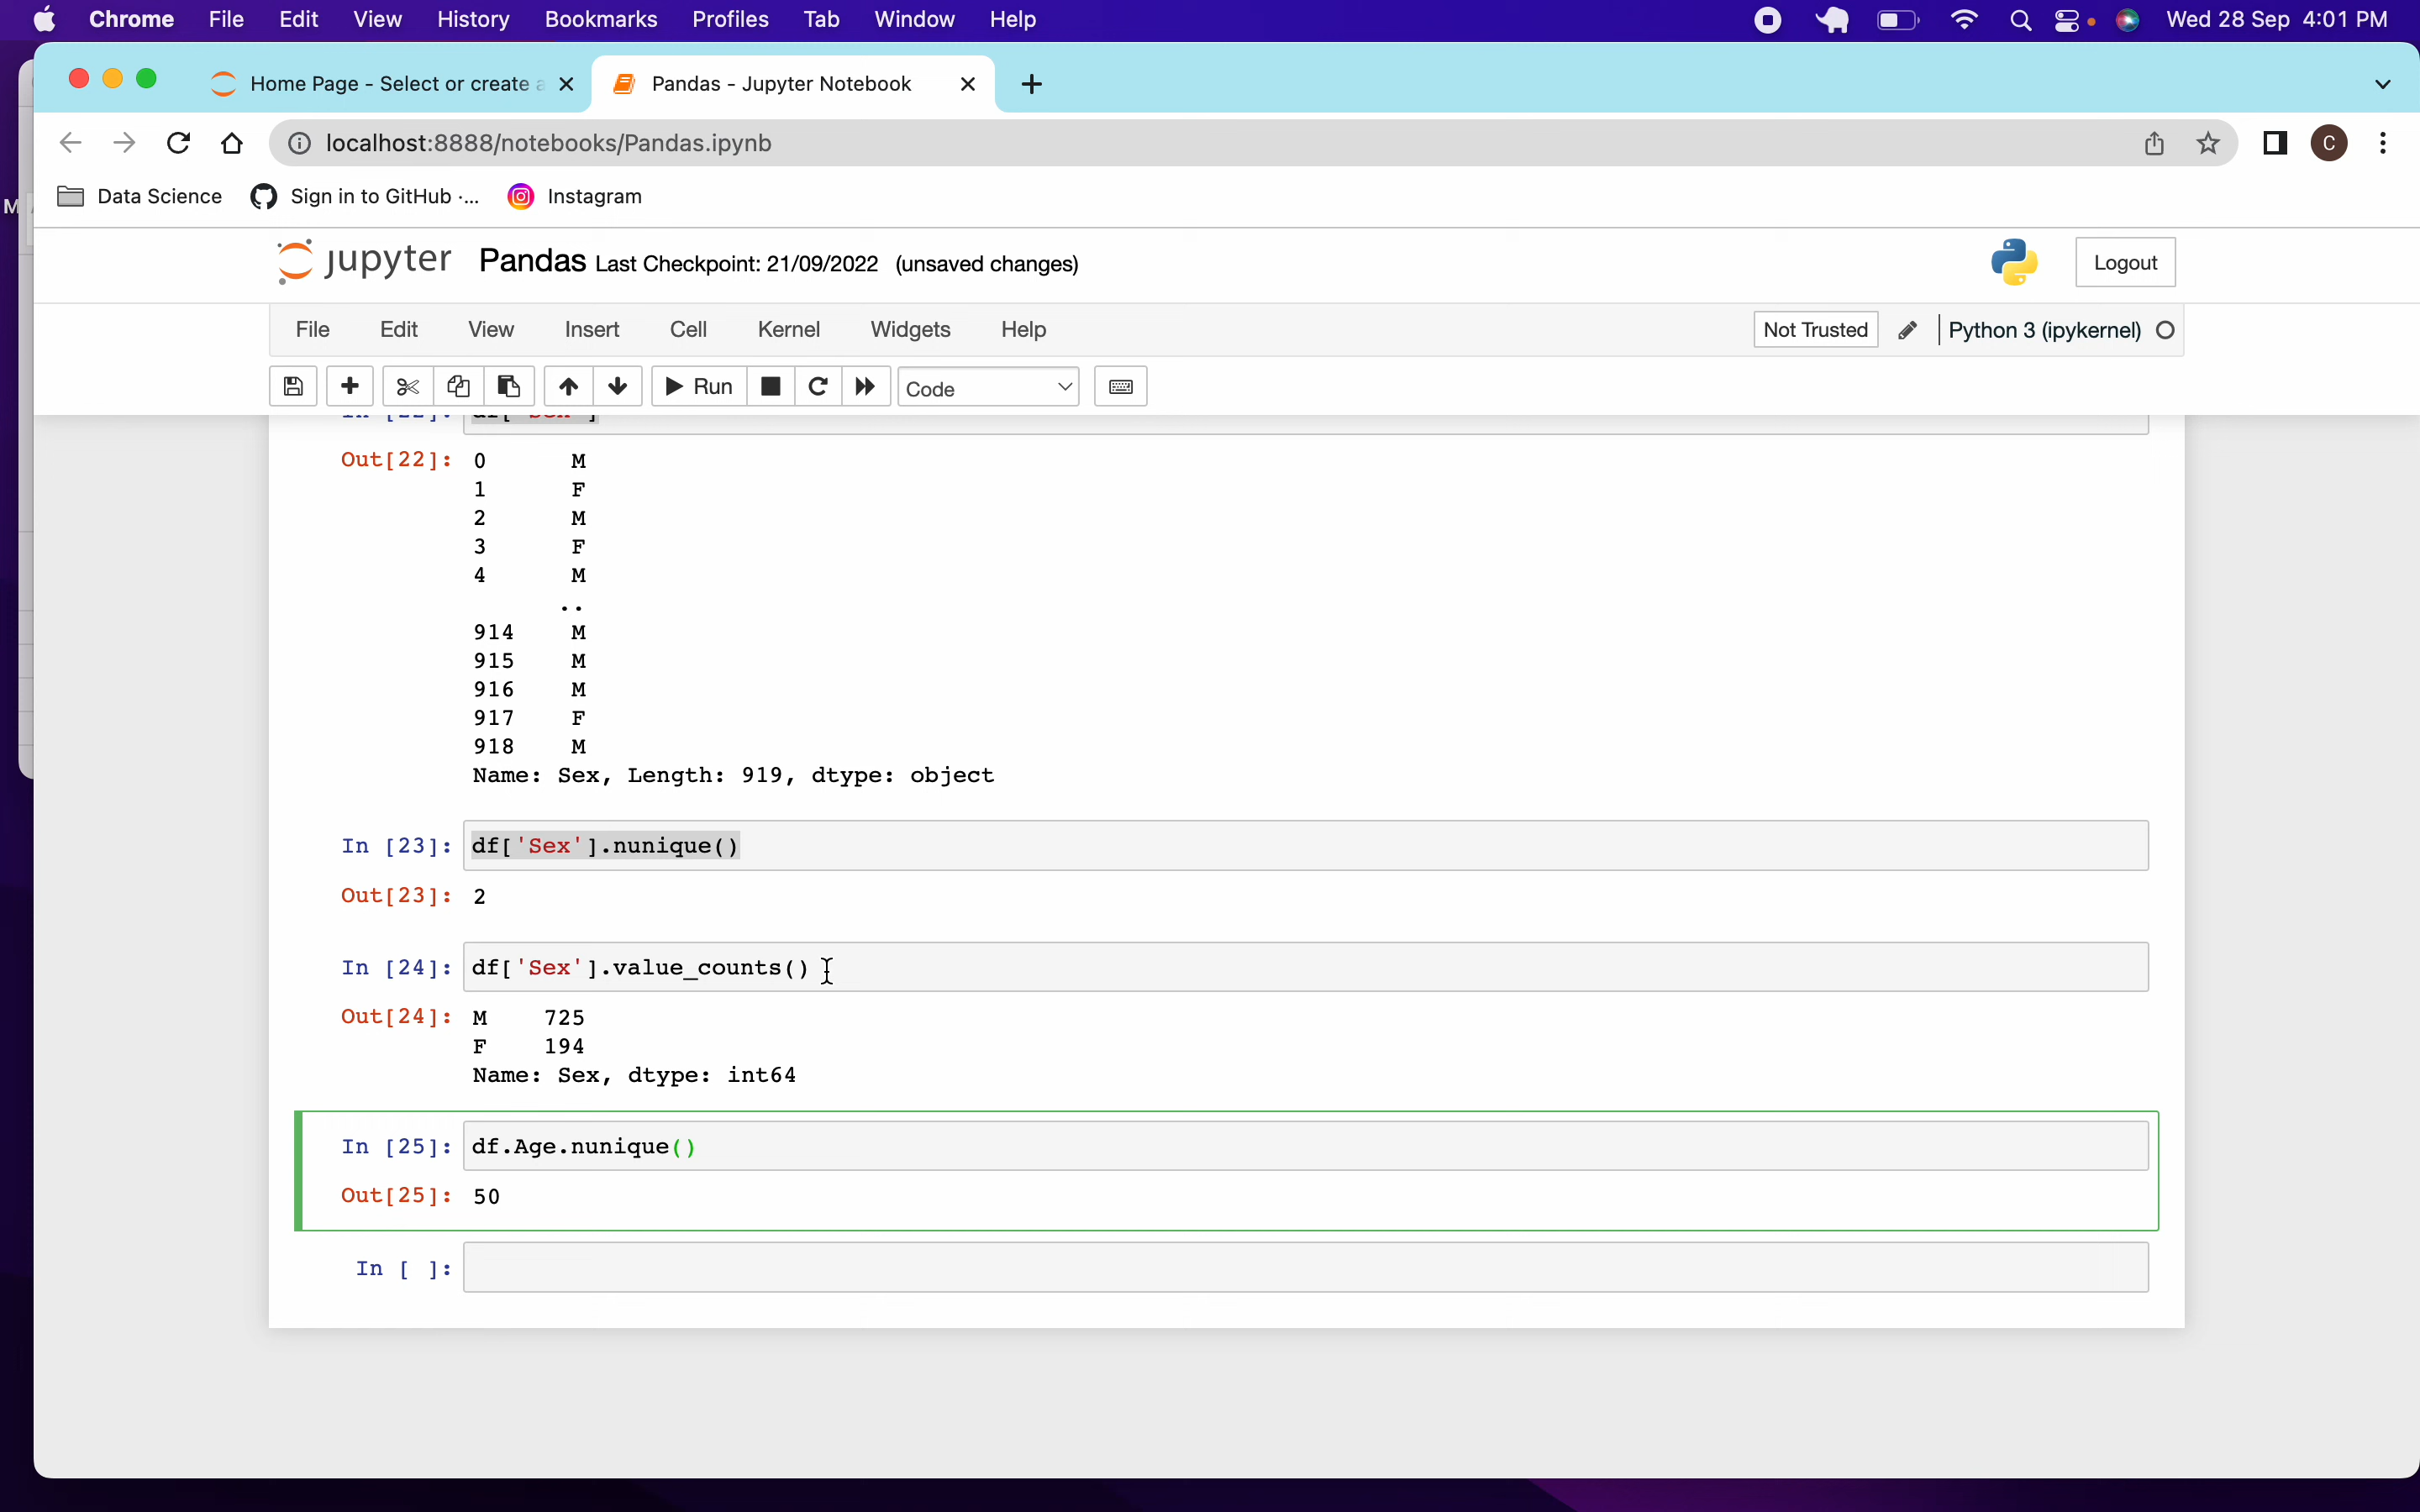 Chrome File Edit View History Bookmarks Profiles Tab Window Help Wed 28 Sep 4:01 PM
Home Page - Select or create a Pandas - Jupyter Notebook
localhost:8888/notebooks/Pandas.ipynb C
Data Science Sign in to GitHub ·... Instagram
M
jupyter Pandas Last Checkpoint: 21/09/2022 (unsaved changes) Logout
File Edit View Insert Cell Kernel Widgets Help Not Trusted Python 3 (ipykernel)
Run Code
Out[22]: 0 M
1 F
2 M
3 F
4 M
..
914 M
915 M
916 M
917 F
918 M
Name: Sex, Length: 919, dtype: object
In [23]: df['Sex'].nunique()
Out[23]: 2
In [24]: df['Sex'].value_counts()
Out[24]: M 725
F 194
Name: Sex, dtype: int64
In [25]: df.Age.nunique()
Out[25]: 50
In [ ]: